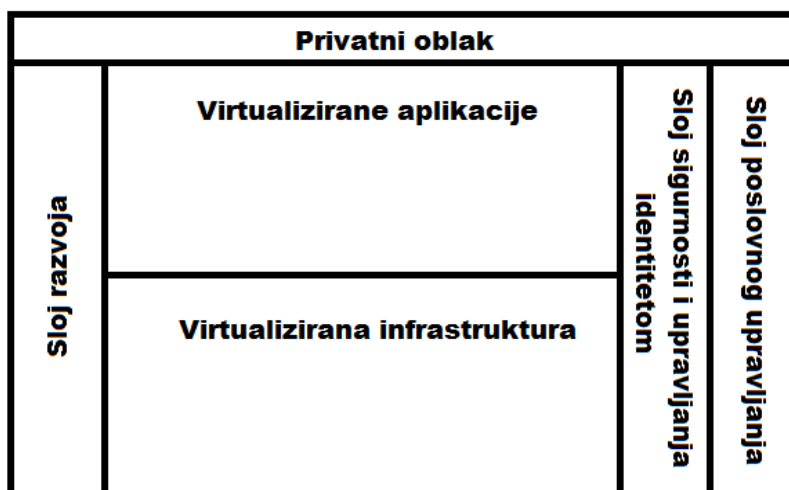 Privatni oblak
Sloj razvoja
Virtualizirane aplikacije
Virtualizirana infrastruktura
Sloj sigurnosti i upravljanja
identitetom
Sloj poslovnog upravljanja